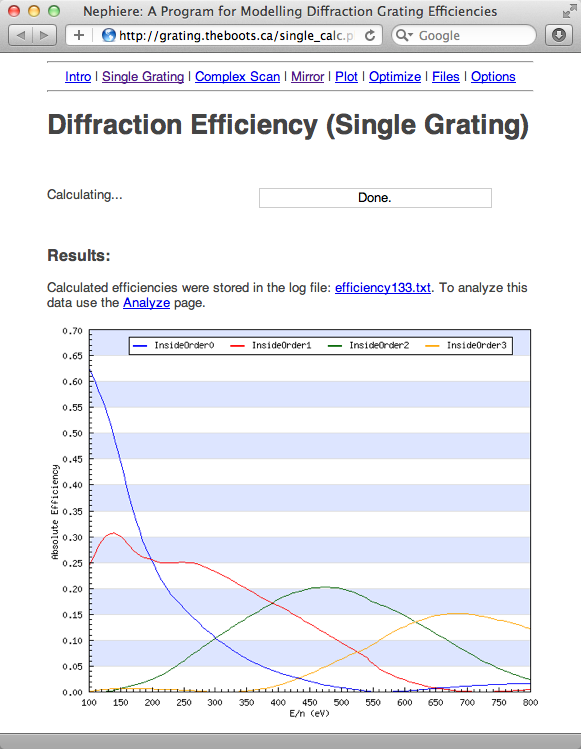 Nephiere: A Program for Modelling Diffraction Grating Efficiencies
http://grating.theboots.ca/single_calc.p
Google
Intro | Single Grating | Complex Scan | Mirror | Plot | Optimize | Files | Options
Diffraction Efficiency (Single Grating)
Calculating... Done.
Results:
Calculated efficiencies were stored in the log file: efficiency133.txt. To analyze this
data use the Analyze page.
InsideOrder0 InsideOrder1 InsideOrder2 InsideOrder3
0.70
0.65
0.60
0.55
0.50
0.45
0.40
0.35
0.30
0.25
0.20
0.15
0.10
0.05
0.00
Absolute Efficiency
100 150 200 250 300 350 400 450 500 550 600 650 700 750 800
E/n (eV)